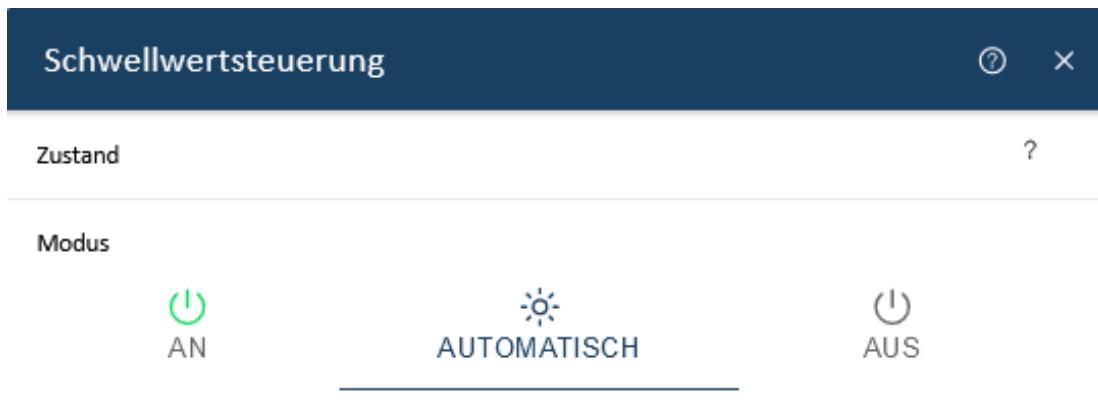 Schwellwertsteuerung
Zustand ?
Modus
AN AUTOMATISCH AUS